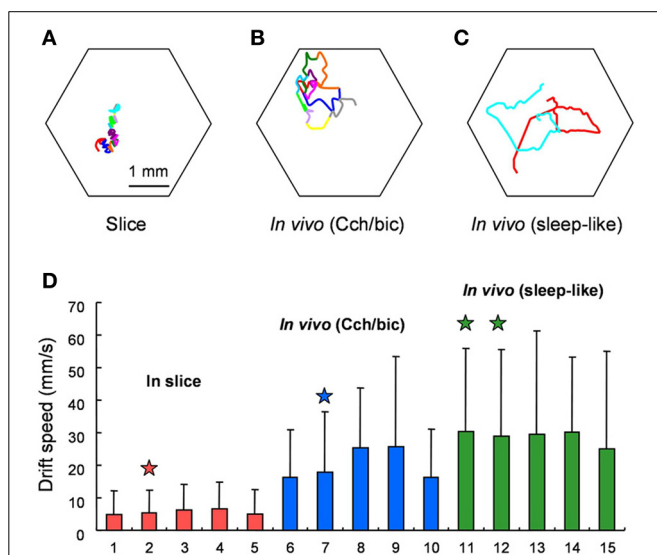 A
B
C
1 mm
Slice
In vivo (Cch/bic)
In vivo (sleep-like)
D
70
60
50
40
30
20
10
0
Drift speed (mm/s)
In slice
In vivo (Cch/bic)
In vivo (sleep-like)
1 2 3 4 5 6 7 8 9 10 11 12 13 14 15